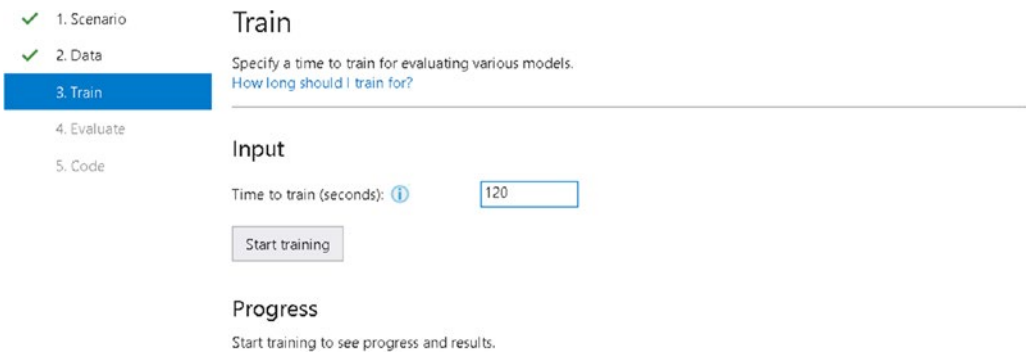 1. Scenario
2. Data
3. Train
4. Evaluate
5. Code
Train
Specify a time to train for evaluating various models.
How long should I train for?
Input
Time to train (seconds):
120
Start training
Progress
Start training to see progress and results.